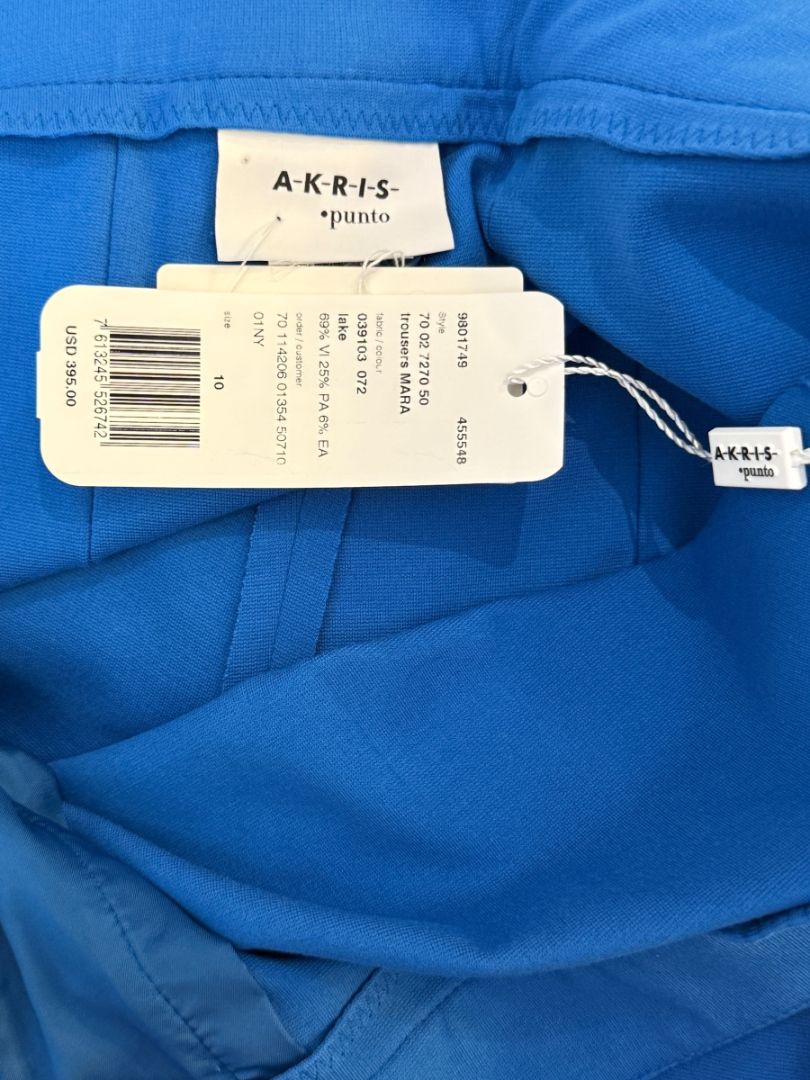 A-K-R-I-S-
•punto
9801749 455548
Style
70 02 7270 50
trousers MARA
fabric / colour
039103 072
lake
69% VI 25% PA 6% EA
order / customer
70 114206 01354 50710
01NY
size
10
7 613245 526742
USD 395.00
A-K-R-I-S-
•punto